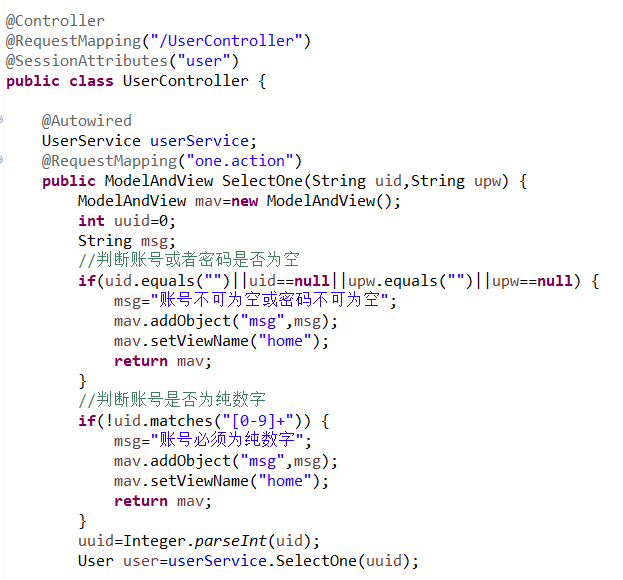 @Controller
@RequestMapping("/UserController")
@SessionAttributes("user")
public class UserController {
@Autowired
UserService userService;
@RequestMapping("one.action")
public ModelAndView SelectOne(String uid,String upw) {
ModelAndView mav=new ModelAndView();
int uuid=0;
String msg;
//判断账号或者密码是否为空
if(uid.equals("")||uid==null||upw.equals("")||upw==null) {
msg="账号不可为空或密码不可为空";
mav.addObject("msg",msg);
mav.setViewName("home");
return mav;
}
//判断账号是否为纯数字
if(!uid.matches("[0-9]+")) {
msg="账号必须为纯数字";
mav.addObject("msg",msg);
mav.setViewName("home");
return mav;
}
uuid=Integer.parseInt(uid);
User user=userService.SelectOne(uuid);